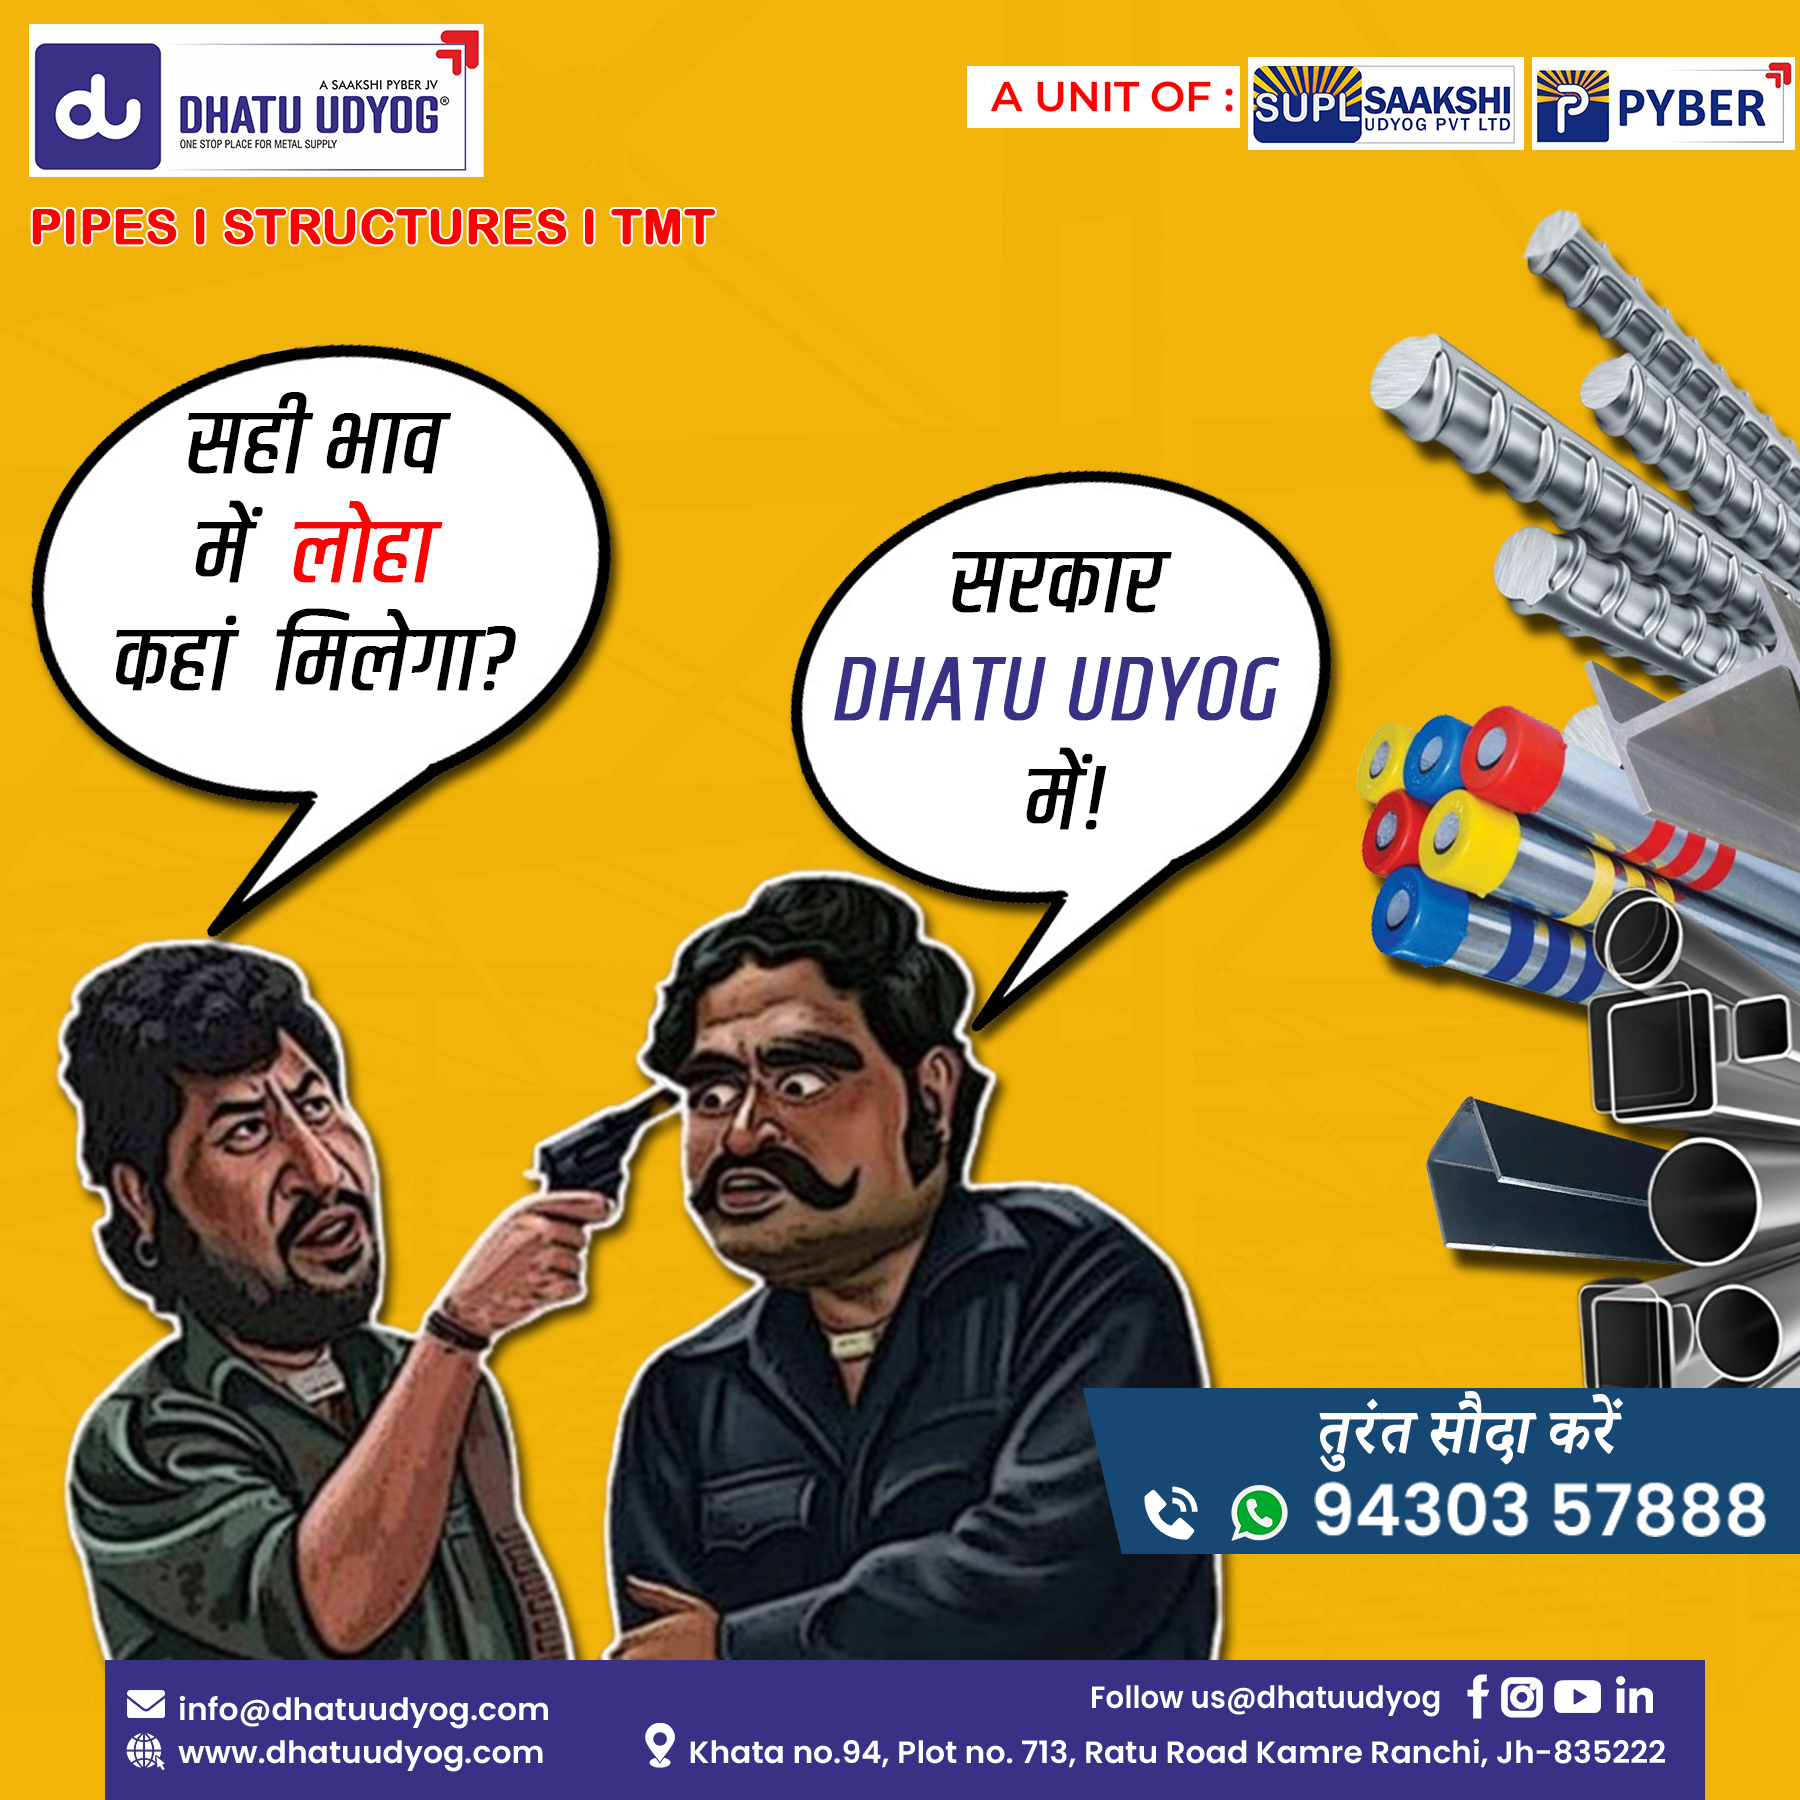 A SAAKSHI PYBER JV
du DHATU UDYOG®
ONE STOP PLACE FOR METAL SUPPLY
A UNIT OF :
SUPL SAAKSHI
UDYOG PVT LTD
P PYBER
PIPES I STRUCTURES I TMT
सही भाव
में लोहा
कहां मिलेगा?
सरकार
DHATU UDYOG
में!
तुरंत सौदा करें
94303 57888
info@dhatuudyog.com
www.dhatuudyog.com
Follow us@dhatuudyog
Khata no.94, Plot no. 713, Ratu Road Kamre Ranchi, Jh-835222